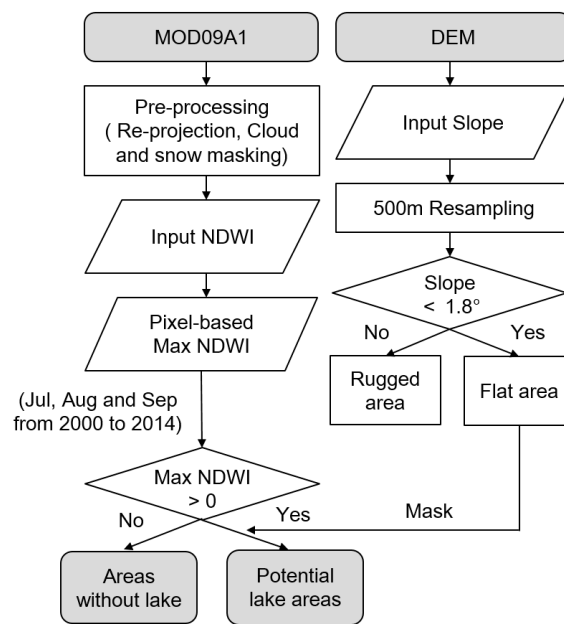 MOD09A1
Pre-processing
( Re-projection, Cloud
and snow masking)
Input NDWI
Pixel-based
Max NDWI
(Jul, Aug and Sep
from 2000 to 2014)
Max NDWI
> 0
No
Yes
Areas
without lake
Potential
lake areas
DEM
Input Slope
500m Resampling
Slope
< 1.8°
No
Yes
Rugged
area
Flat area
Mask